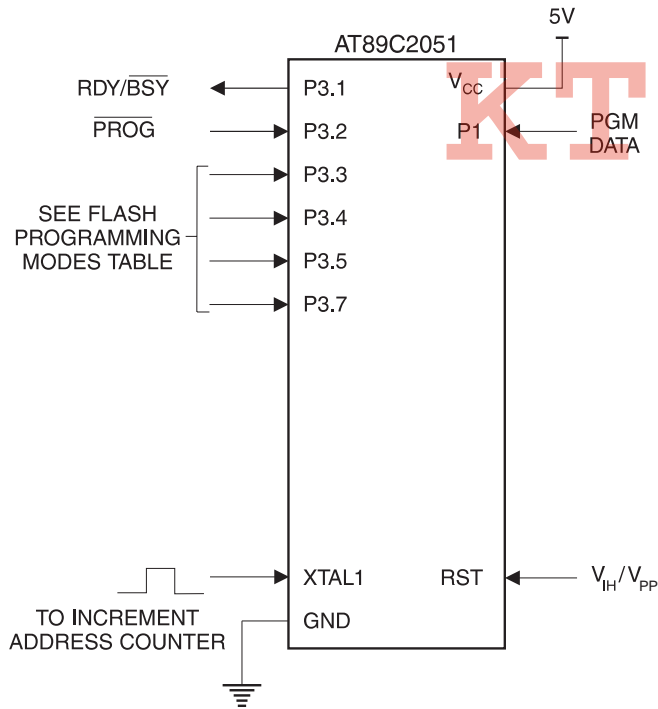 5V
AT89C2051
RDY/BSY
P3.1
VCC
PROG
P3.2
P1
PGM
DATA
P3.3
SEE FLASH
PROGRAMMING
MODES TABLE
P3.4
P3.5
P3.7
XTAL1
RST
VIH/VPP
TO INCREMENT
ADDRESS COUNTER
GND
KT